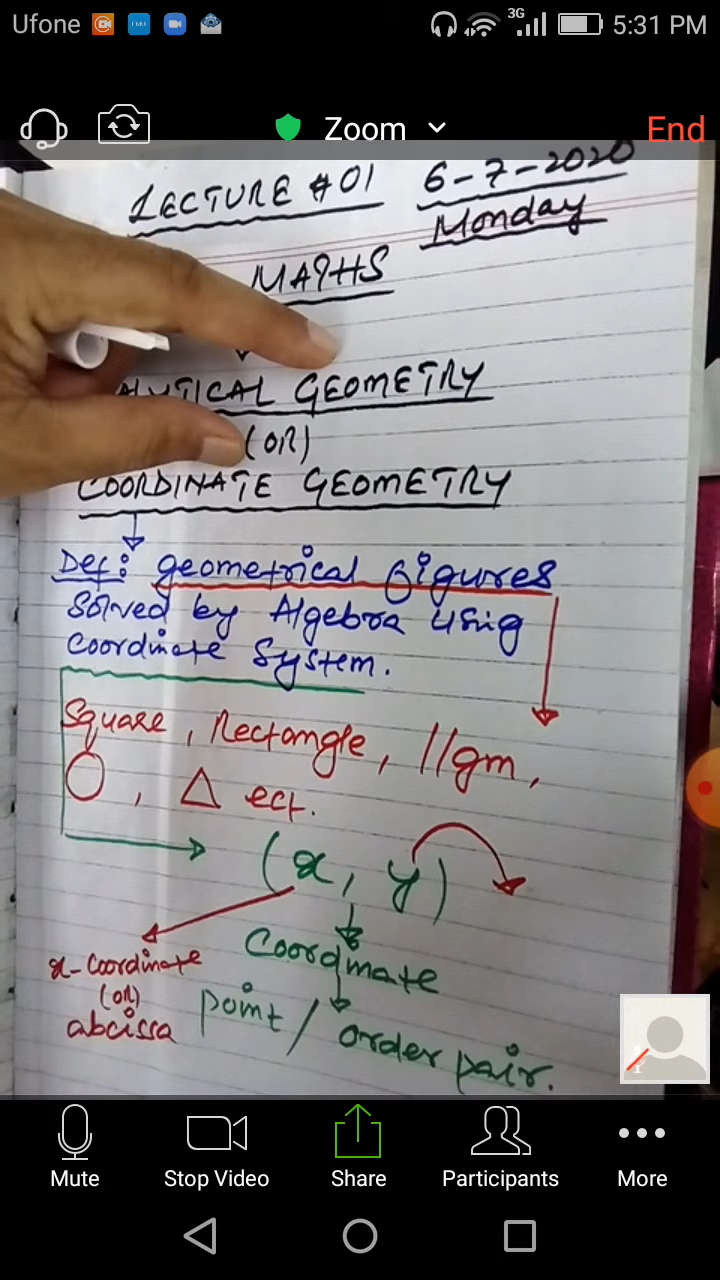 Ufone 3G 5:31 PM
Zoom End
LECTURE #01 6-7-2020
Monday
MATHS
ALYTICAL GEOMETRY
(OR)
COORDINATE GEOMETRY
Def: geometrical figures
Solved by Algebra using
Coordinate System.
Square, Rectangle, //gm,
O, △ ect.
(x, y)
x-Coordinate
(OR)
abcissa
Coordinate
point / order pair.
Mute Stop Video Share Participants More